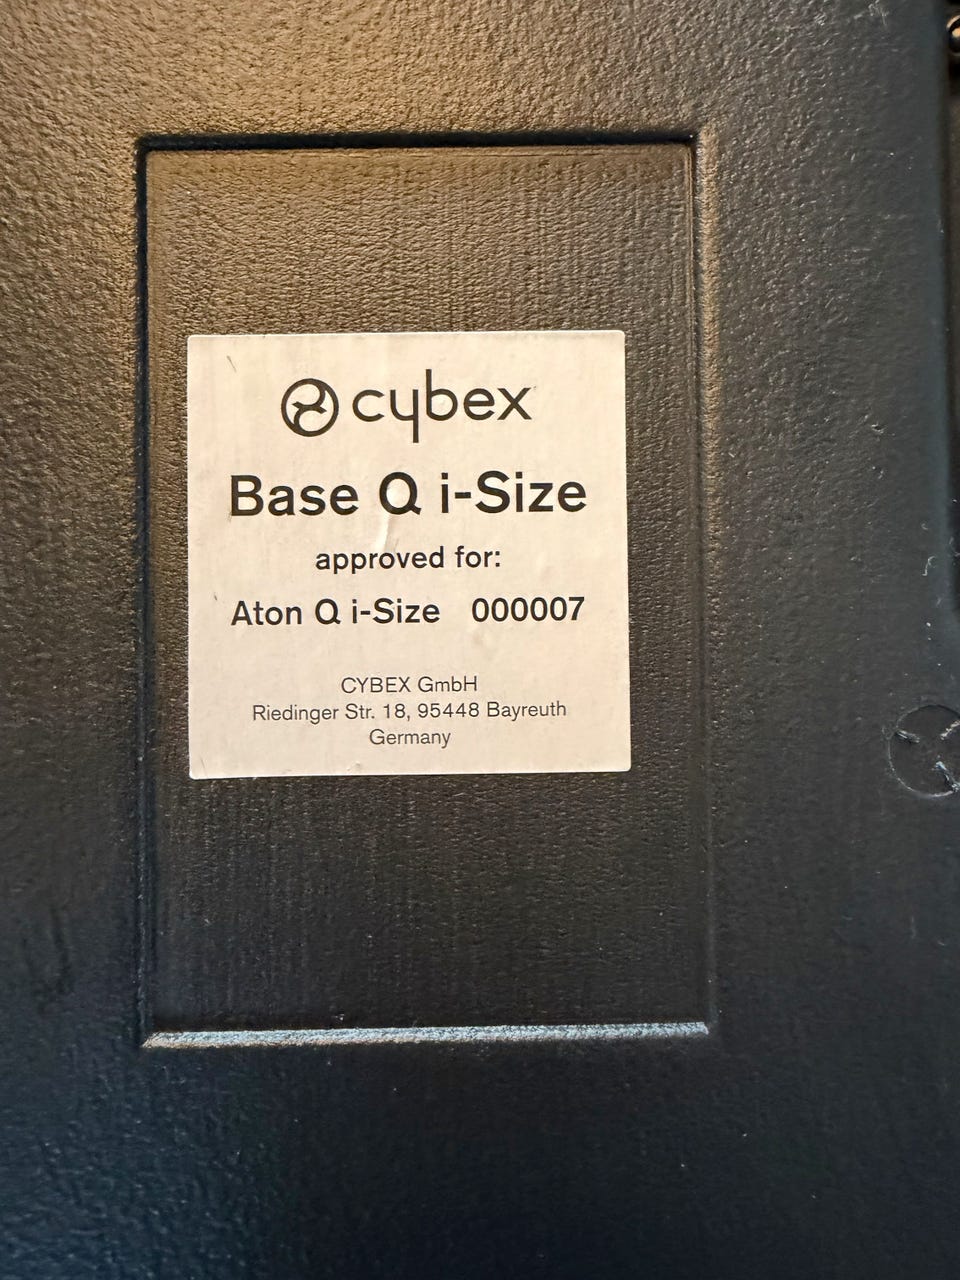 cybex
Base Q i-Size
approved for:
Aton Q i-Size 000007
CYBEX GmbH
Riedinger Str. 18, 95448 Bayreuth
Germany